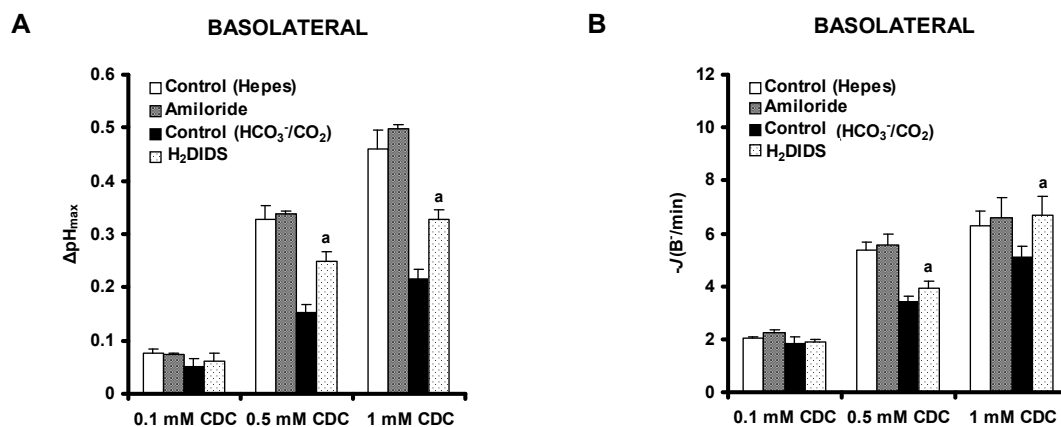 A
BASOLATERAL
Control (Hepes)
Amiloride
Control (HCO₃⁻/CO₂)
H₂DIDS
ΔpHmax
0.6
0.5
0.4
0.3
0.2
0.1
0
a
a
0.1 mM CDC 0.5 mM CDC 1 mM CDC
B
BASOLATERAL
Control (Hepes)
Amiloride
Control (HCO₃⁻/CO₂)
H₂DIDS
-J(B⁻/min)
12
10
8
6
4
2
0
a
a
0.1 mM CDC 0.5 mM CDC 1 mM CDC